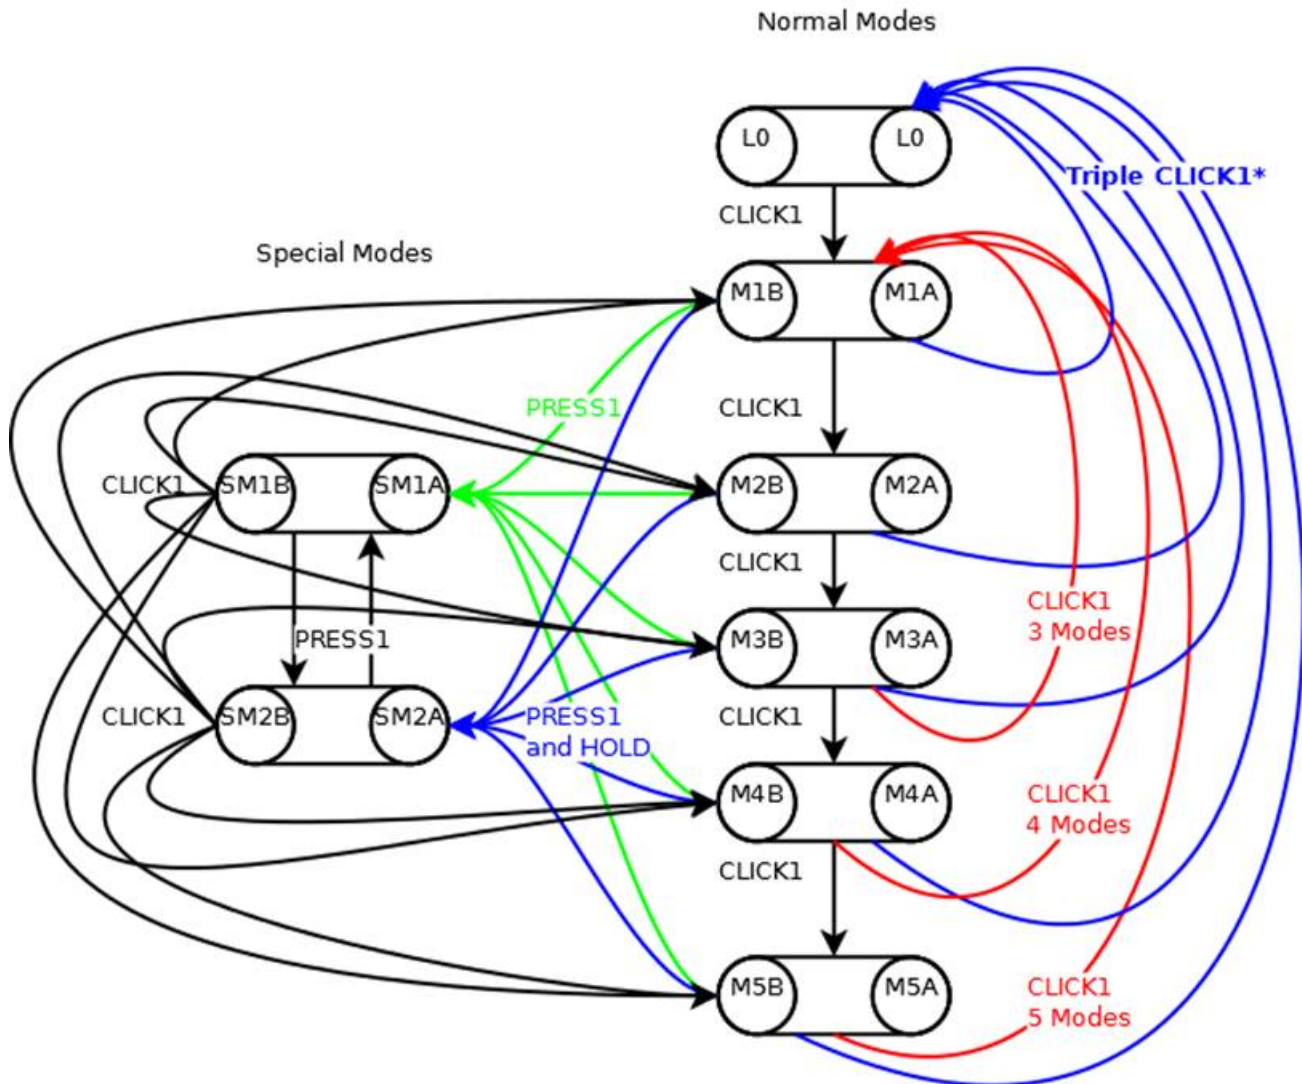 Normal Modes
L0
L0
Triple CLICK1*
CLICK1
Special Modes
M1B
M1A
PRESS1
CLICK1
CLICK1
SM1B
SM1A
M2B
M2A
CLICK1
CLICK1
3 Modes
PRESS1
M3B
M3A
CLICK1
SM2B
SM2A
PRESS1
and HOLD
CLICK1
M4B
M4A
CLICK1
4 Modes
CLICK1
M5B
M5A
CLICK1
5 Modes